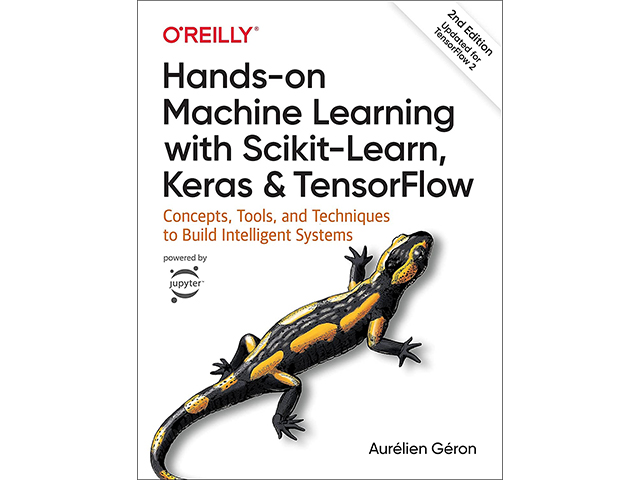 O'REILLY®
2nd Edition
Updated for
TensorFlow 2
Hands-on
Machine Learning
with Scikit-Learn,
Keras & TensorFlow
Concepts, Tools, and Techniques
to Build Intelligent Systems
powered by
jupyter™
Aurélien Géron